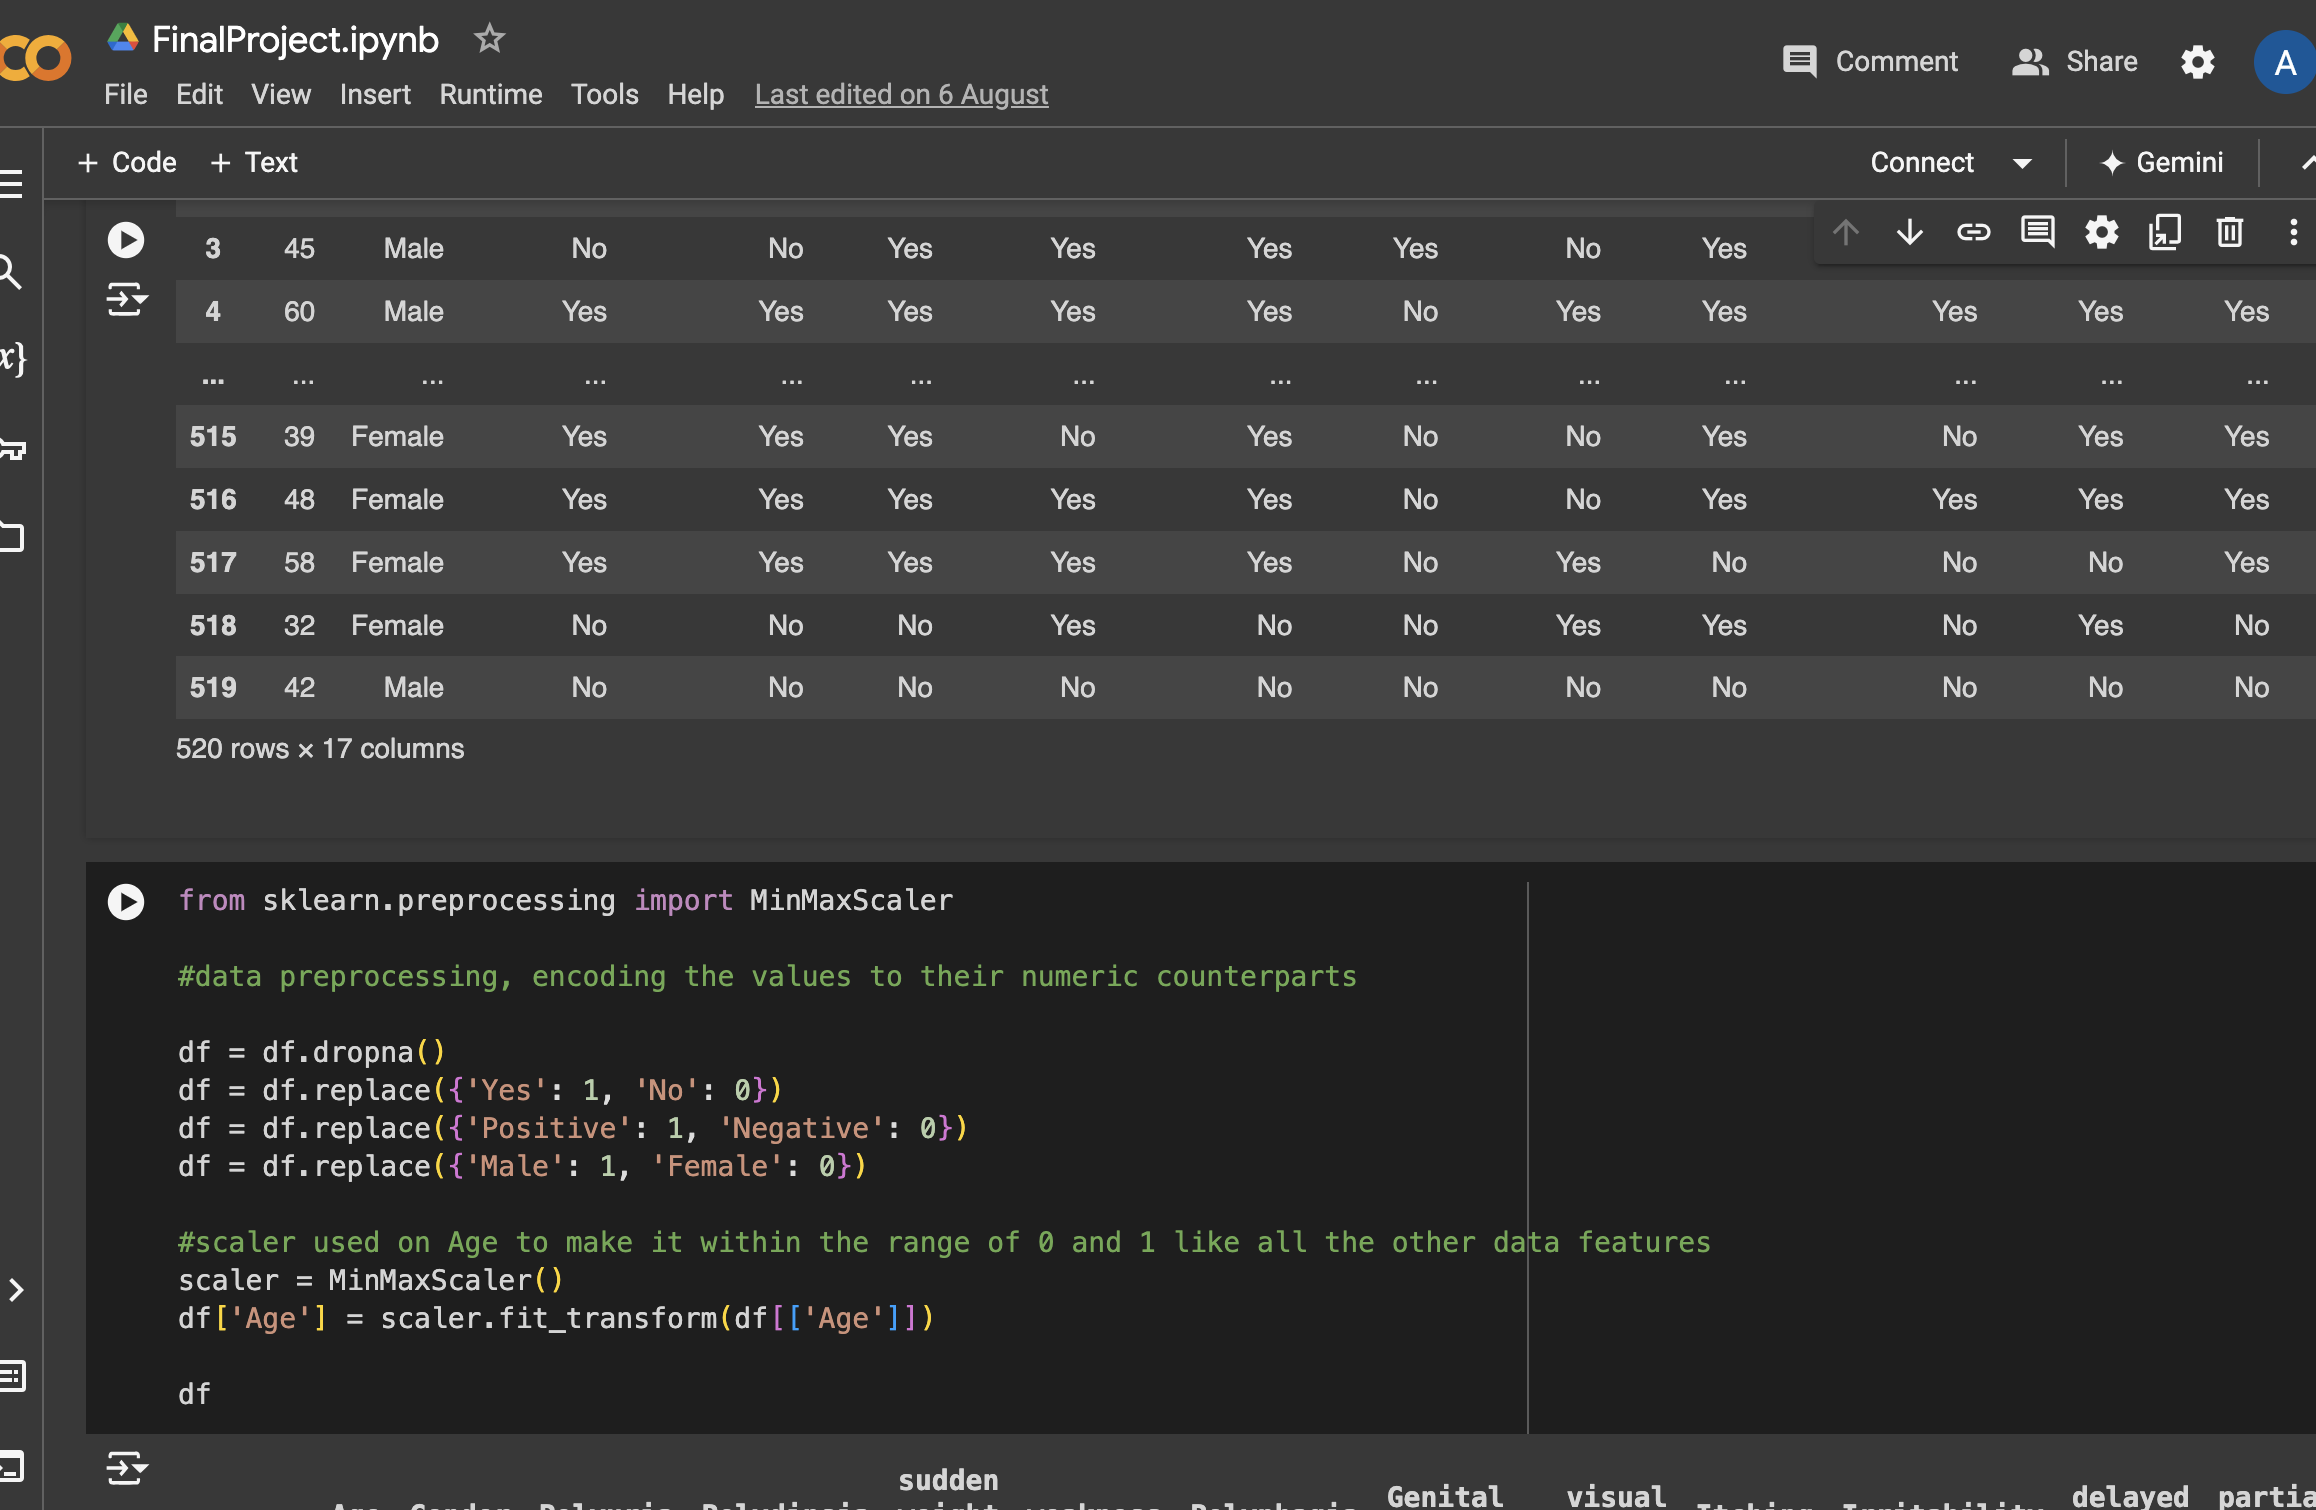 FinalProject.ipynb
Comment Share A
File Edit View Insert Runtime Tools Help Last edited on 6 August
+ Code + Text Connect Gemini
3 45 Male No No Yes Yes Yes Yes No Yes
4 60 Male Yes Yes Yes Yes Yes No Yes Yes Yes Yes Yes
... ... ... ... ... ... ... ... ... ... ... ... ... ...
515 39 Female Yes Yes Yes No Yes No No Yes No Yes Yes
516 48 Female Yes Yes Yes Yes Yes No No Yes Yes Yes Yes
517 58 Female Yes Yes Yes Yes Yes No Yes No No No Yes
518 32 Female No No No Yes No No Yes Yes No Yes No
519 42 Male No No No No No No No No No No No
520 rows × 17 columns
from sklearn.preprocessing import MinMaxScaler
#data preprocessing, encoding the values to their numeric counterparts
df = df.dropna()
df = df.replace({'Yes': 1, 'No': 0})
df = df.replace({'Positive': 1, 'Negative': 0})
df = df.replace({'Male': 1, 'Female': 0})
#scaler used on Age to make it within the range of 0 and 1 like all the other data features
scaler = MinMaxScaler()
df['Age'] = scaler.fit_transform(df[['Age']])
df
sudden
Genital visual delayed partia